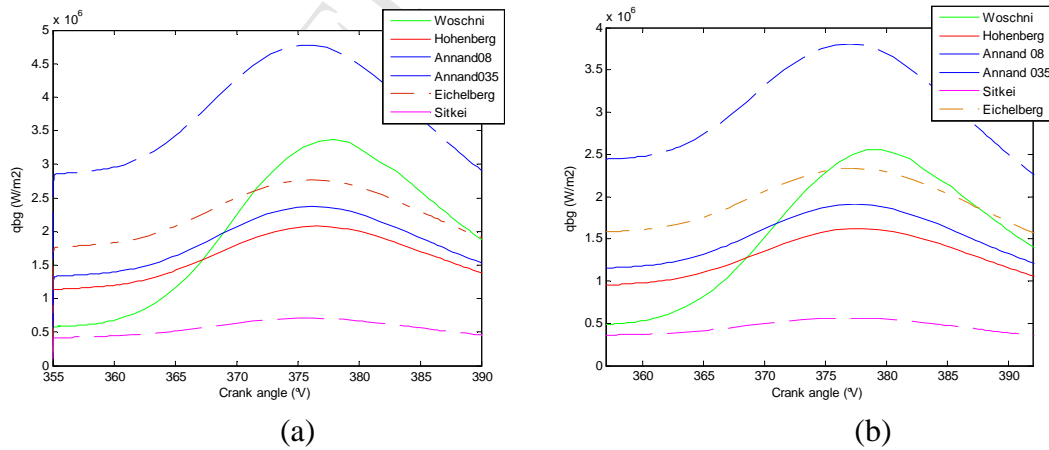 x 10^6
5
4.5
4
3.5
3
2.5
2
1.5
1
0.5
0
355 360 365 370 375 380 385 390
qbg (W/m2)
Crank angle (ºV)
Woschni
Hohenberg
Annand08
Annand035
Eichelberg
Sitkei
(a)
x 10^6
4
3.5
3
2.5
2
1.5
1
0.5
0
360 365 370 375 380 385 390
qbg (W/m2)
Crank angle (ºV)
Woschni
Hohenberg
Annand 08
Annand 035
Sitkei
Eichelberg
(b)